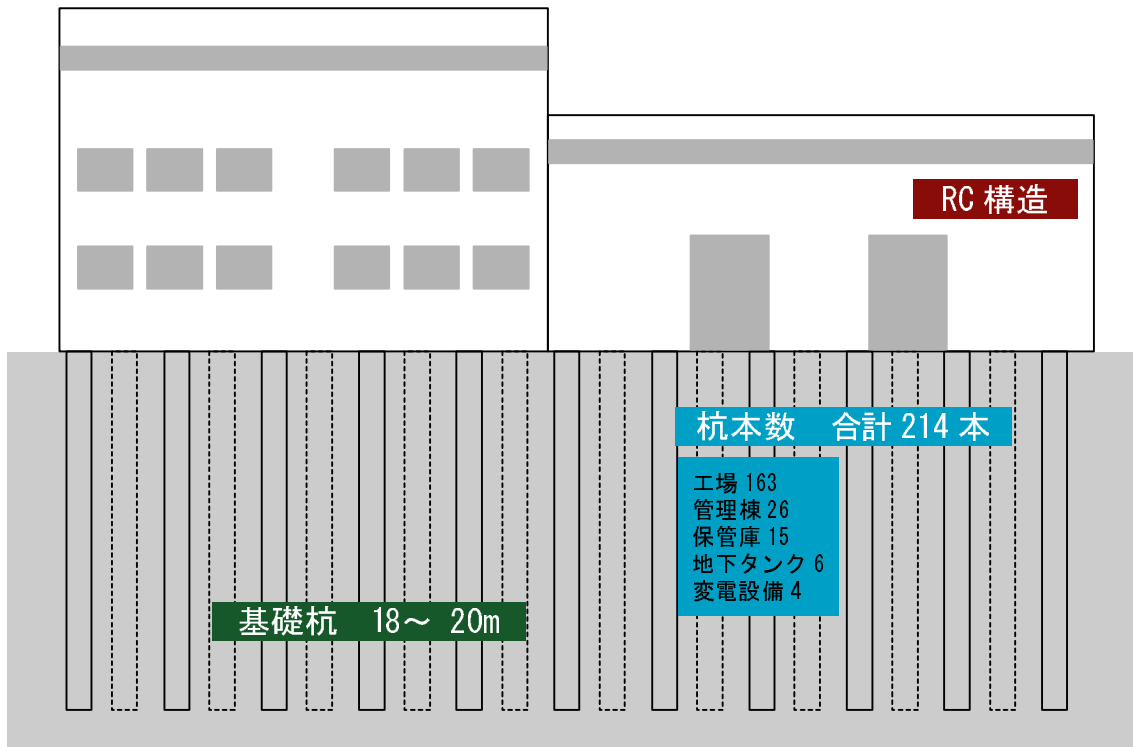 RC 構造
杭本数　合計 214 本
工場 163
管理棟 26
保管庫 15
地下タンク 6
変電設備 4
基礎杭　18～ 20m